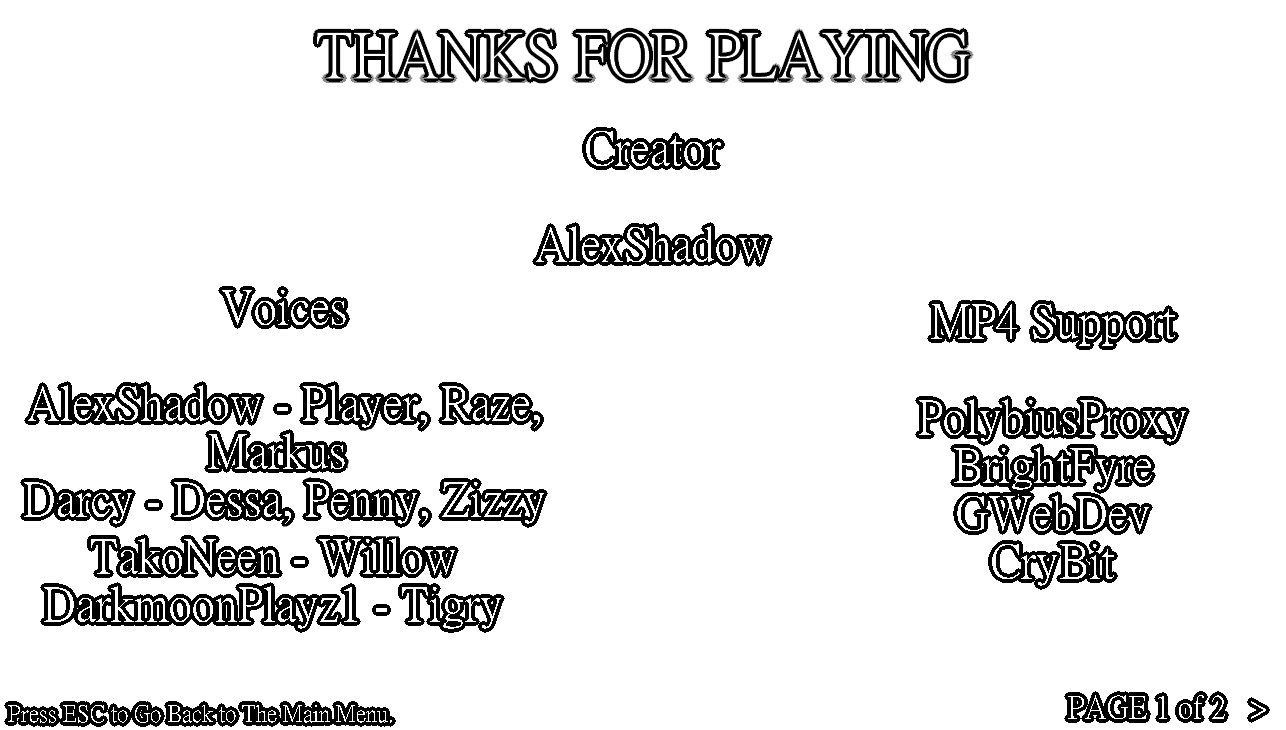 THANKS FOR PLAYING
Creator
AlexShadow
Voices
AlexShadow - Player, Raze,
Markus
Darcy - Dessa, Penny, Zizzy
TakoNeen - Willow
DarkmoonPlayz1 - Tigry
MP4 Support
PolybiusProxy
BrightFyre
GWebDev
CryBit
Press ESC to Go Back to The Main Menu.
PAGE 1 of 2 >